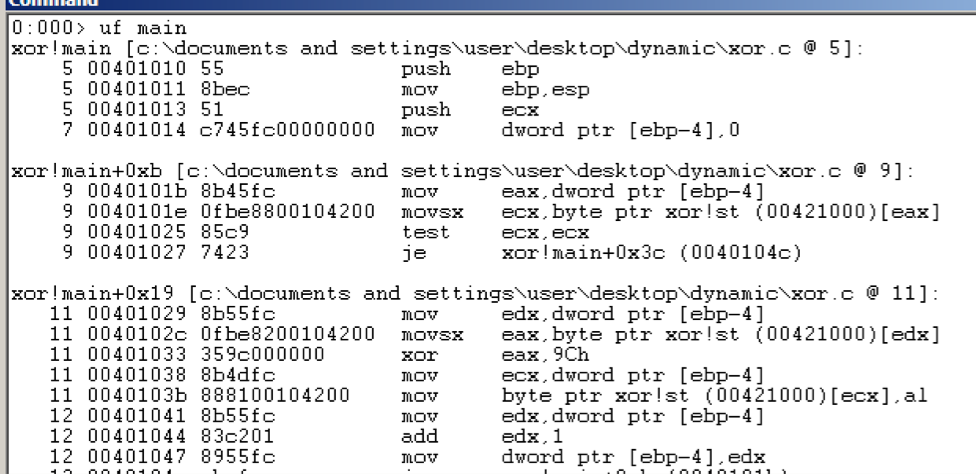 Command
0:000> uf main
xor!main [c:\documents and settings\user\desktop\dynamic\xor.c @ 5]:
5 00401010 55 push ebp
5 00401011 8bec mov ebp,esp
5 00401013 51 push ecx
7 00401014 c745fc00000000 mov dword ptr [ebp-4],0
xor!main+0xb [c:\documents and settings\user\desktop\dynamic\xor.c @ 9]:
9 0040101b 8b45fc mov eax,dword ptr [ebp-4]
9 0040101e 0fbe8800104200 movsx ecx,byte ptr xor!st (00421000)[eax]
9 00401025 85c9 test ecx,ecx
9 00401027 7423 je xor!main+0x3c (0040104c)
xor!main+0x19 [c:\documents and settings\user\desktop\dynamic\xor.c @ 11]:
11 00401029 8b55fc mov edx,dword ptr [ebp-4]
11 0040102c 0fbe8200104200 movsx eax,byte ptr xor!st (00421000)[edx]
11 00401033 359c000000 xor eax,9Ch
11 00401038 8b4dfc mov ecx,dword ptr [ebp-4]
11 0040103b 888100104200 mov byte ptr xor!st (00421000)[ecx],al
12 00401041 8b55fc mov edx,dword ptr [ebp-4]
12 00401044 83c201 add edx,1
12 00401047 8955fc mov dword ptr [ebp-4],edx